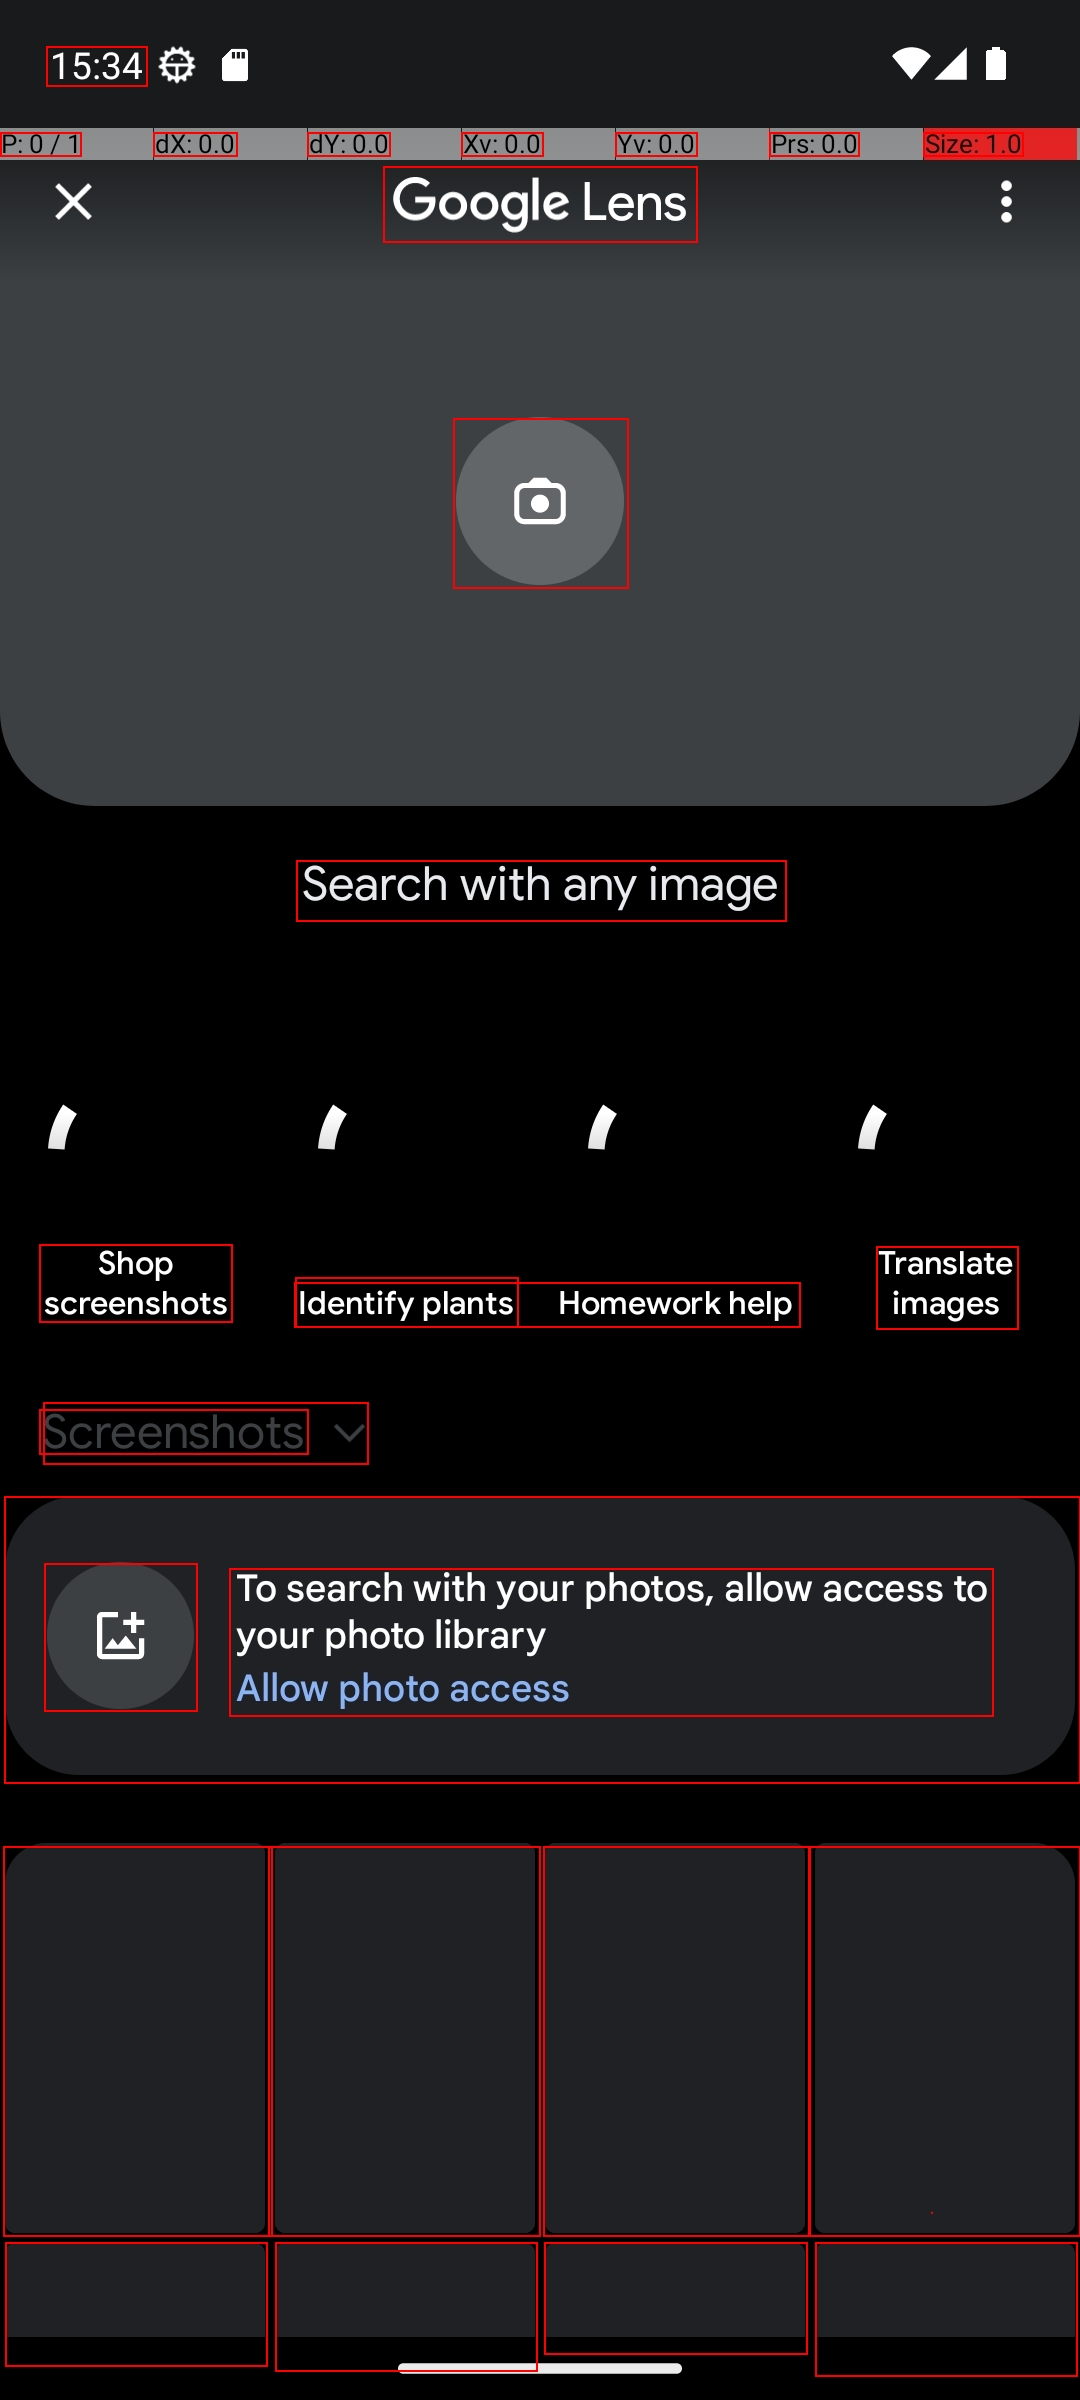 15:34
P: 0 / 1 dX: 0.0 dY: 0.0 Xv: 0.0 Yv: 0.0 Prs: 0.0 Size: 1.0
Google Lens
Search with any image
Shop
screenshots
Identify plants
Homework help
Translate
images
Screenshots
To search with your photos, allow access to
your photo library
Allow photo access